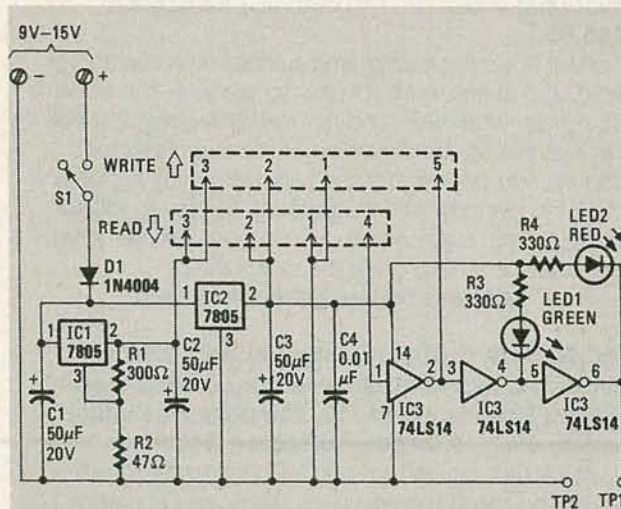 9V–15V
- +
S1
WRITE
3 2 1 5
READ
3 2 1 4
D1
1N4004
R4
330Ω
LED2
RED
R3
330Ω
LED1
GREEN
1 IC1 2
7805
3
1 IC2 2
7805
3
R1
300Ω
R2
47Ω
C1
50μF
20V
+
C2
50μF
20V
+
C3
50μF
20V
+
C4
0.01
μF
1 14 2
7
IC3
74LS14
3 4
IC3
74LS14
5 6
IC3
74LS14
TP2
TP1